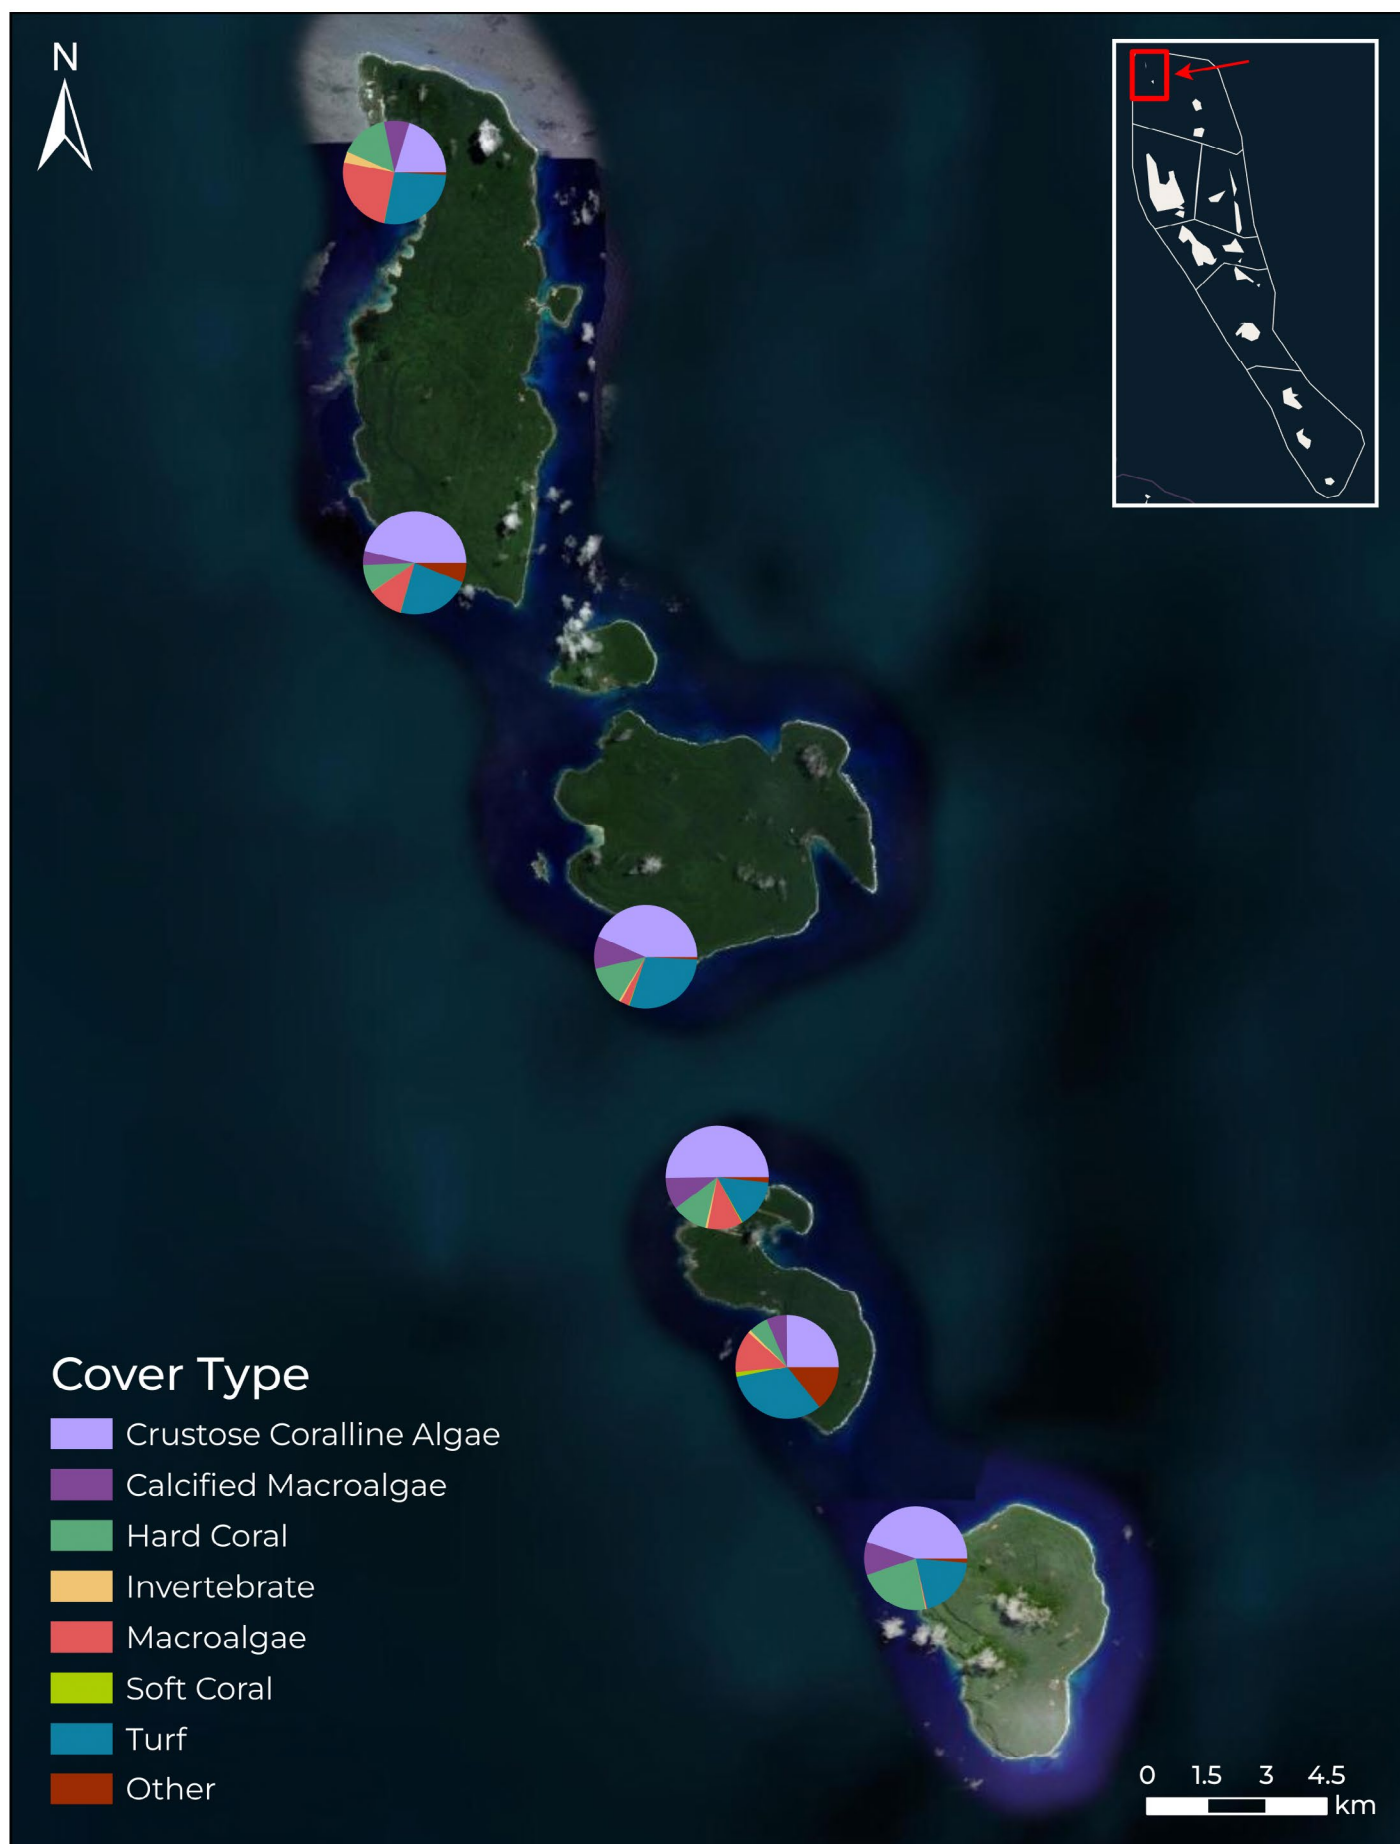 N
Cover Type
Crustose Coralline Algae
Calcified Macroalgae
Hard Coral
Invertebrate
Macroalgae
Soft Coral
Turf
Other
0 1.5 3 4.5
km